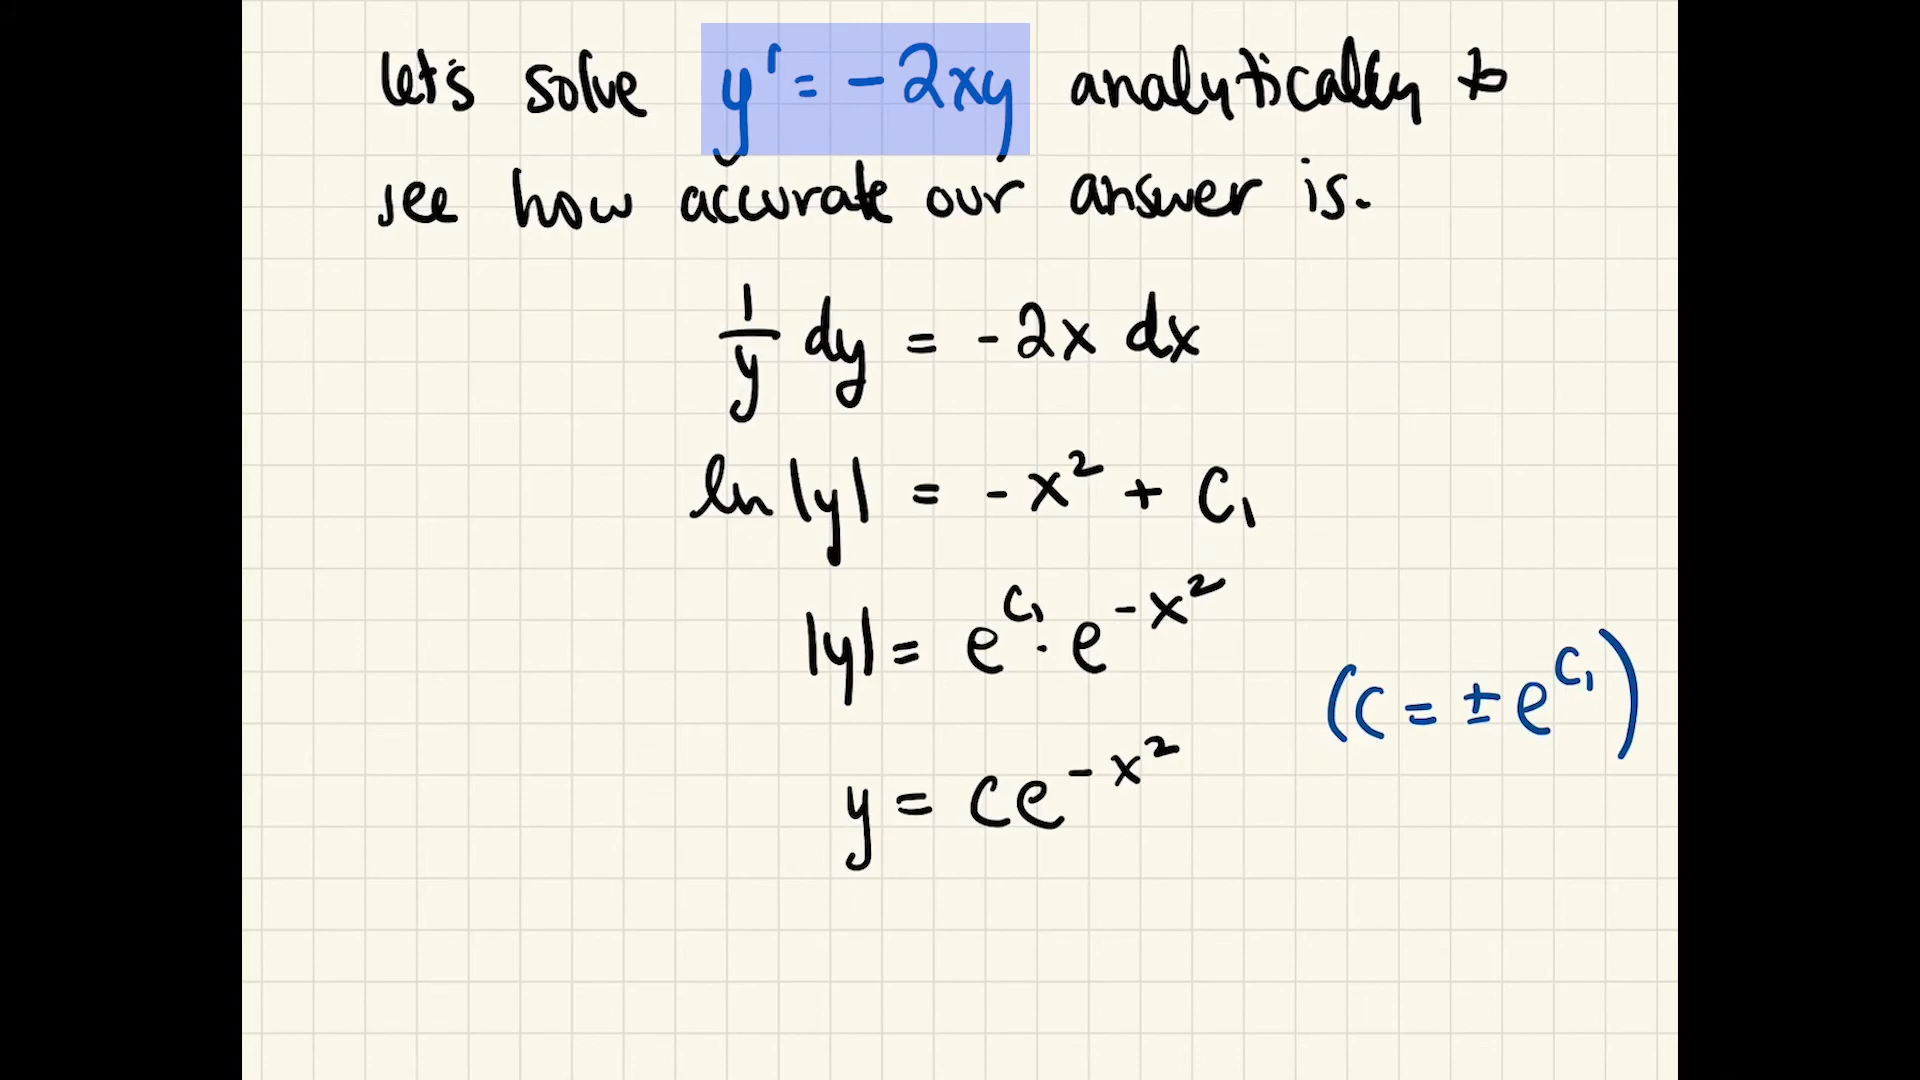 let's solve y' = -2xy analytically to
see how accurate our answer is.
1/y dy = -2x dx
ln |y| = -x² + C₁
|y| = e^C₁ · e^-x²
(C = ± e^C₁)
y = Ce^-x²